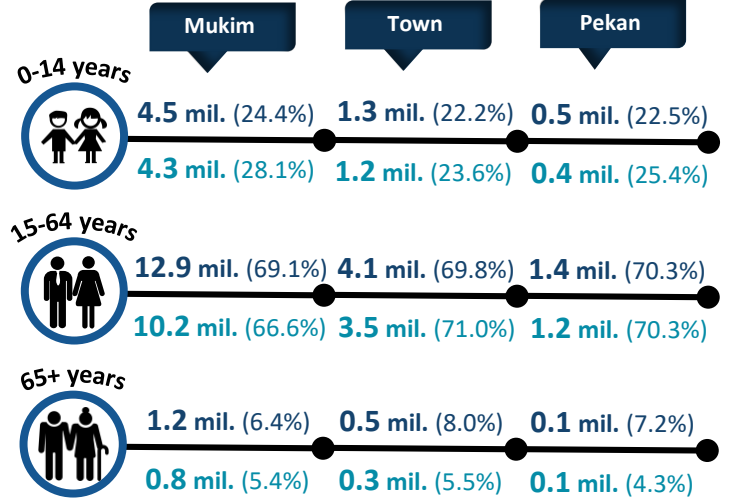 Mukim Town Pekan
0-14 years
4.5 mil. (24.4%) 1.3 mil. (22.2%) 0.5 mil. (22.5%)
4.3 mil. (28.1%) 1.2 mil. (23.6%) 0.4 mil. (25.4%)
15-64 years
12.9 mil. (69.1%) 4.1 mil. (69.8%) 1.4 mil. (70.3%)
10.2 mil. (66.6%) 3.5 mil. (71.0%) 1.2 mil. (70.3%)
65+ years
1.2 mil. (6.4%) 0.5 mil. (8.0%) 0.1 mil. (7.2%)
0.8 mil. (5.4%) 0.3 mil. (5.5%) 0.1 mil. (4.3%)